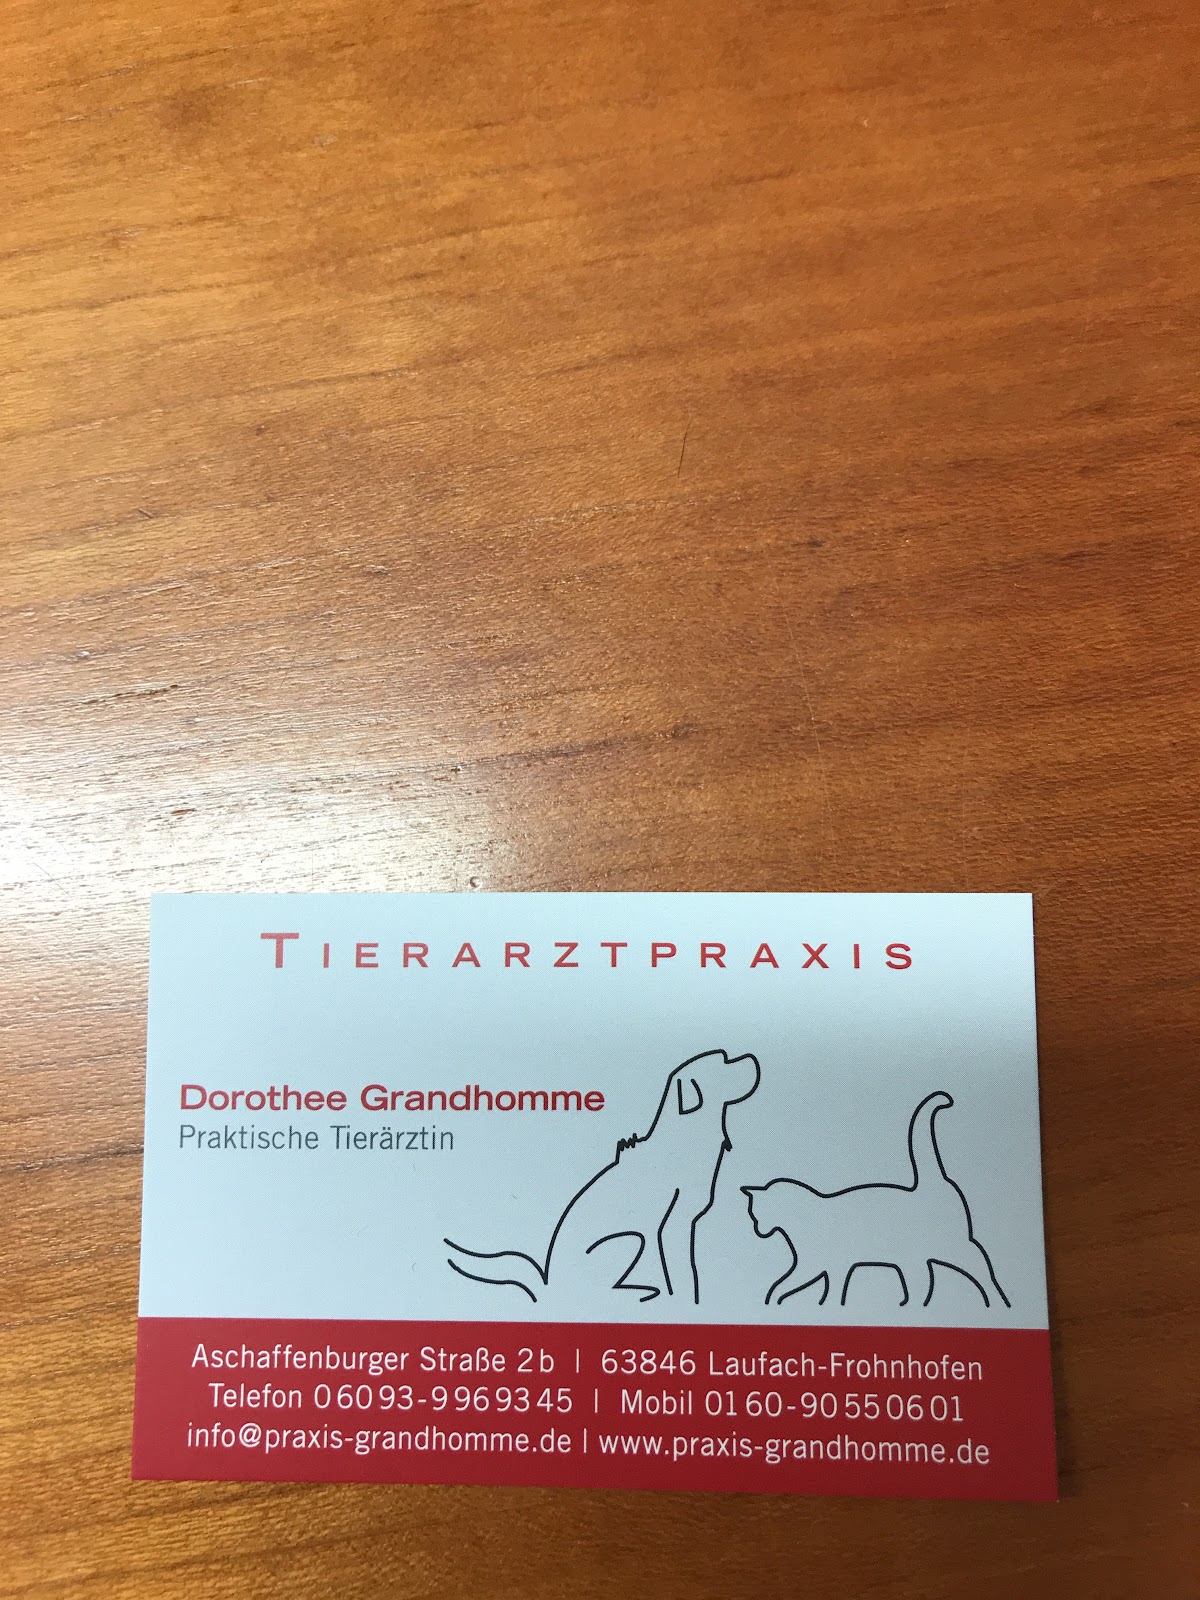 TIERARZTPRAXIS
Dorothee Grandhomme
Praktische Tierärztin
Aschaffenburger Straße 2b | 63846 Laufach-Frohnhofen
Telefon 06093-9969345 | Mobil 0160-90550601
info@praxis-grandhomme.de | www.praxis-grandhomme.de